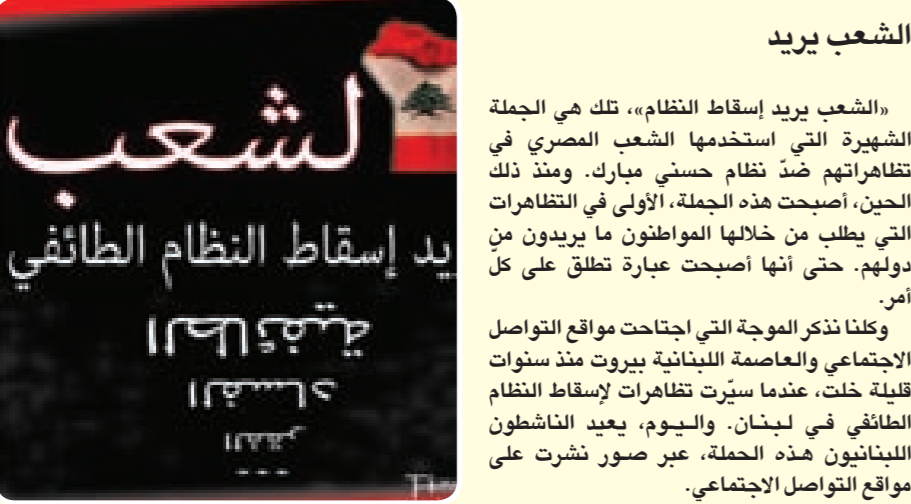 الشعب يريد
«الشعب يريد إسقاط النظام»، تلك هي الجملة
الشهيرة التي استخدمها الشعب المصري في
تظاهراتهم ضدّ نظام حسني مبارك. ومنذ ذلك
الحين، أصبحت هذه الجملة، الأولى في التظاهرات
التي يطلب من خلالها المواطنون ما يريدون من
دولهم. حتى أنها أصبحت عبارة تطلق على كلّ
أمر.
وكلنا نذكر الموجة التي اجتاحت مواقع التواصل
الاجتماعي والعاصمة اللبنانية بيروت منذ سنوات
قليلة خلت، عندما سيّرت تظاهرات لإسقاط النظام
الطائفي في لبنان. واليوم، يعيد الناشطون
اللبنانيون هذه الحملة، عبر صور نشرت على
مواقع التواصل الاجتماعي.
لشعب
يد إسقاط النظام الطائفي
الطائفية
الفساد
الفقر
...